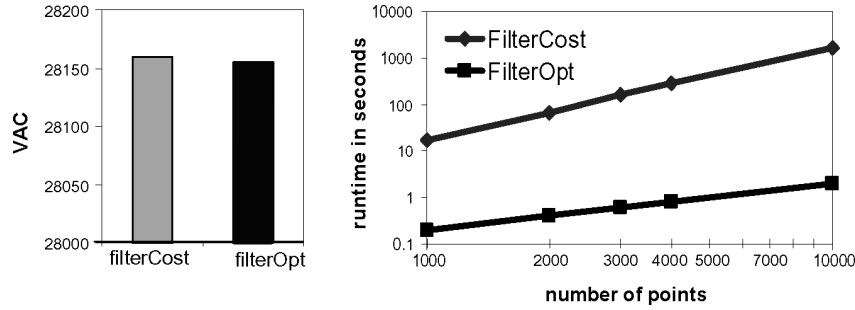 28200
28150
28100
28050
28000
VAC
filterCost
filterOpt
10000
1000
100
10
1
0.1
runtime in seconds
FilterCost
FilterOpt
1000
2000
3000
4000
5000
7000
10000
number of points